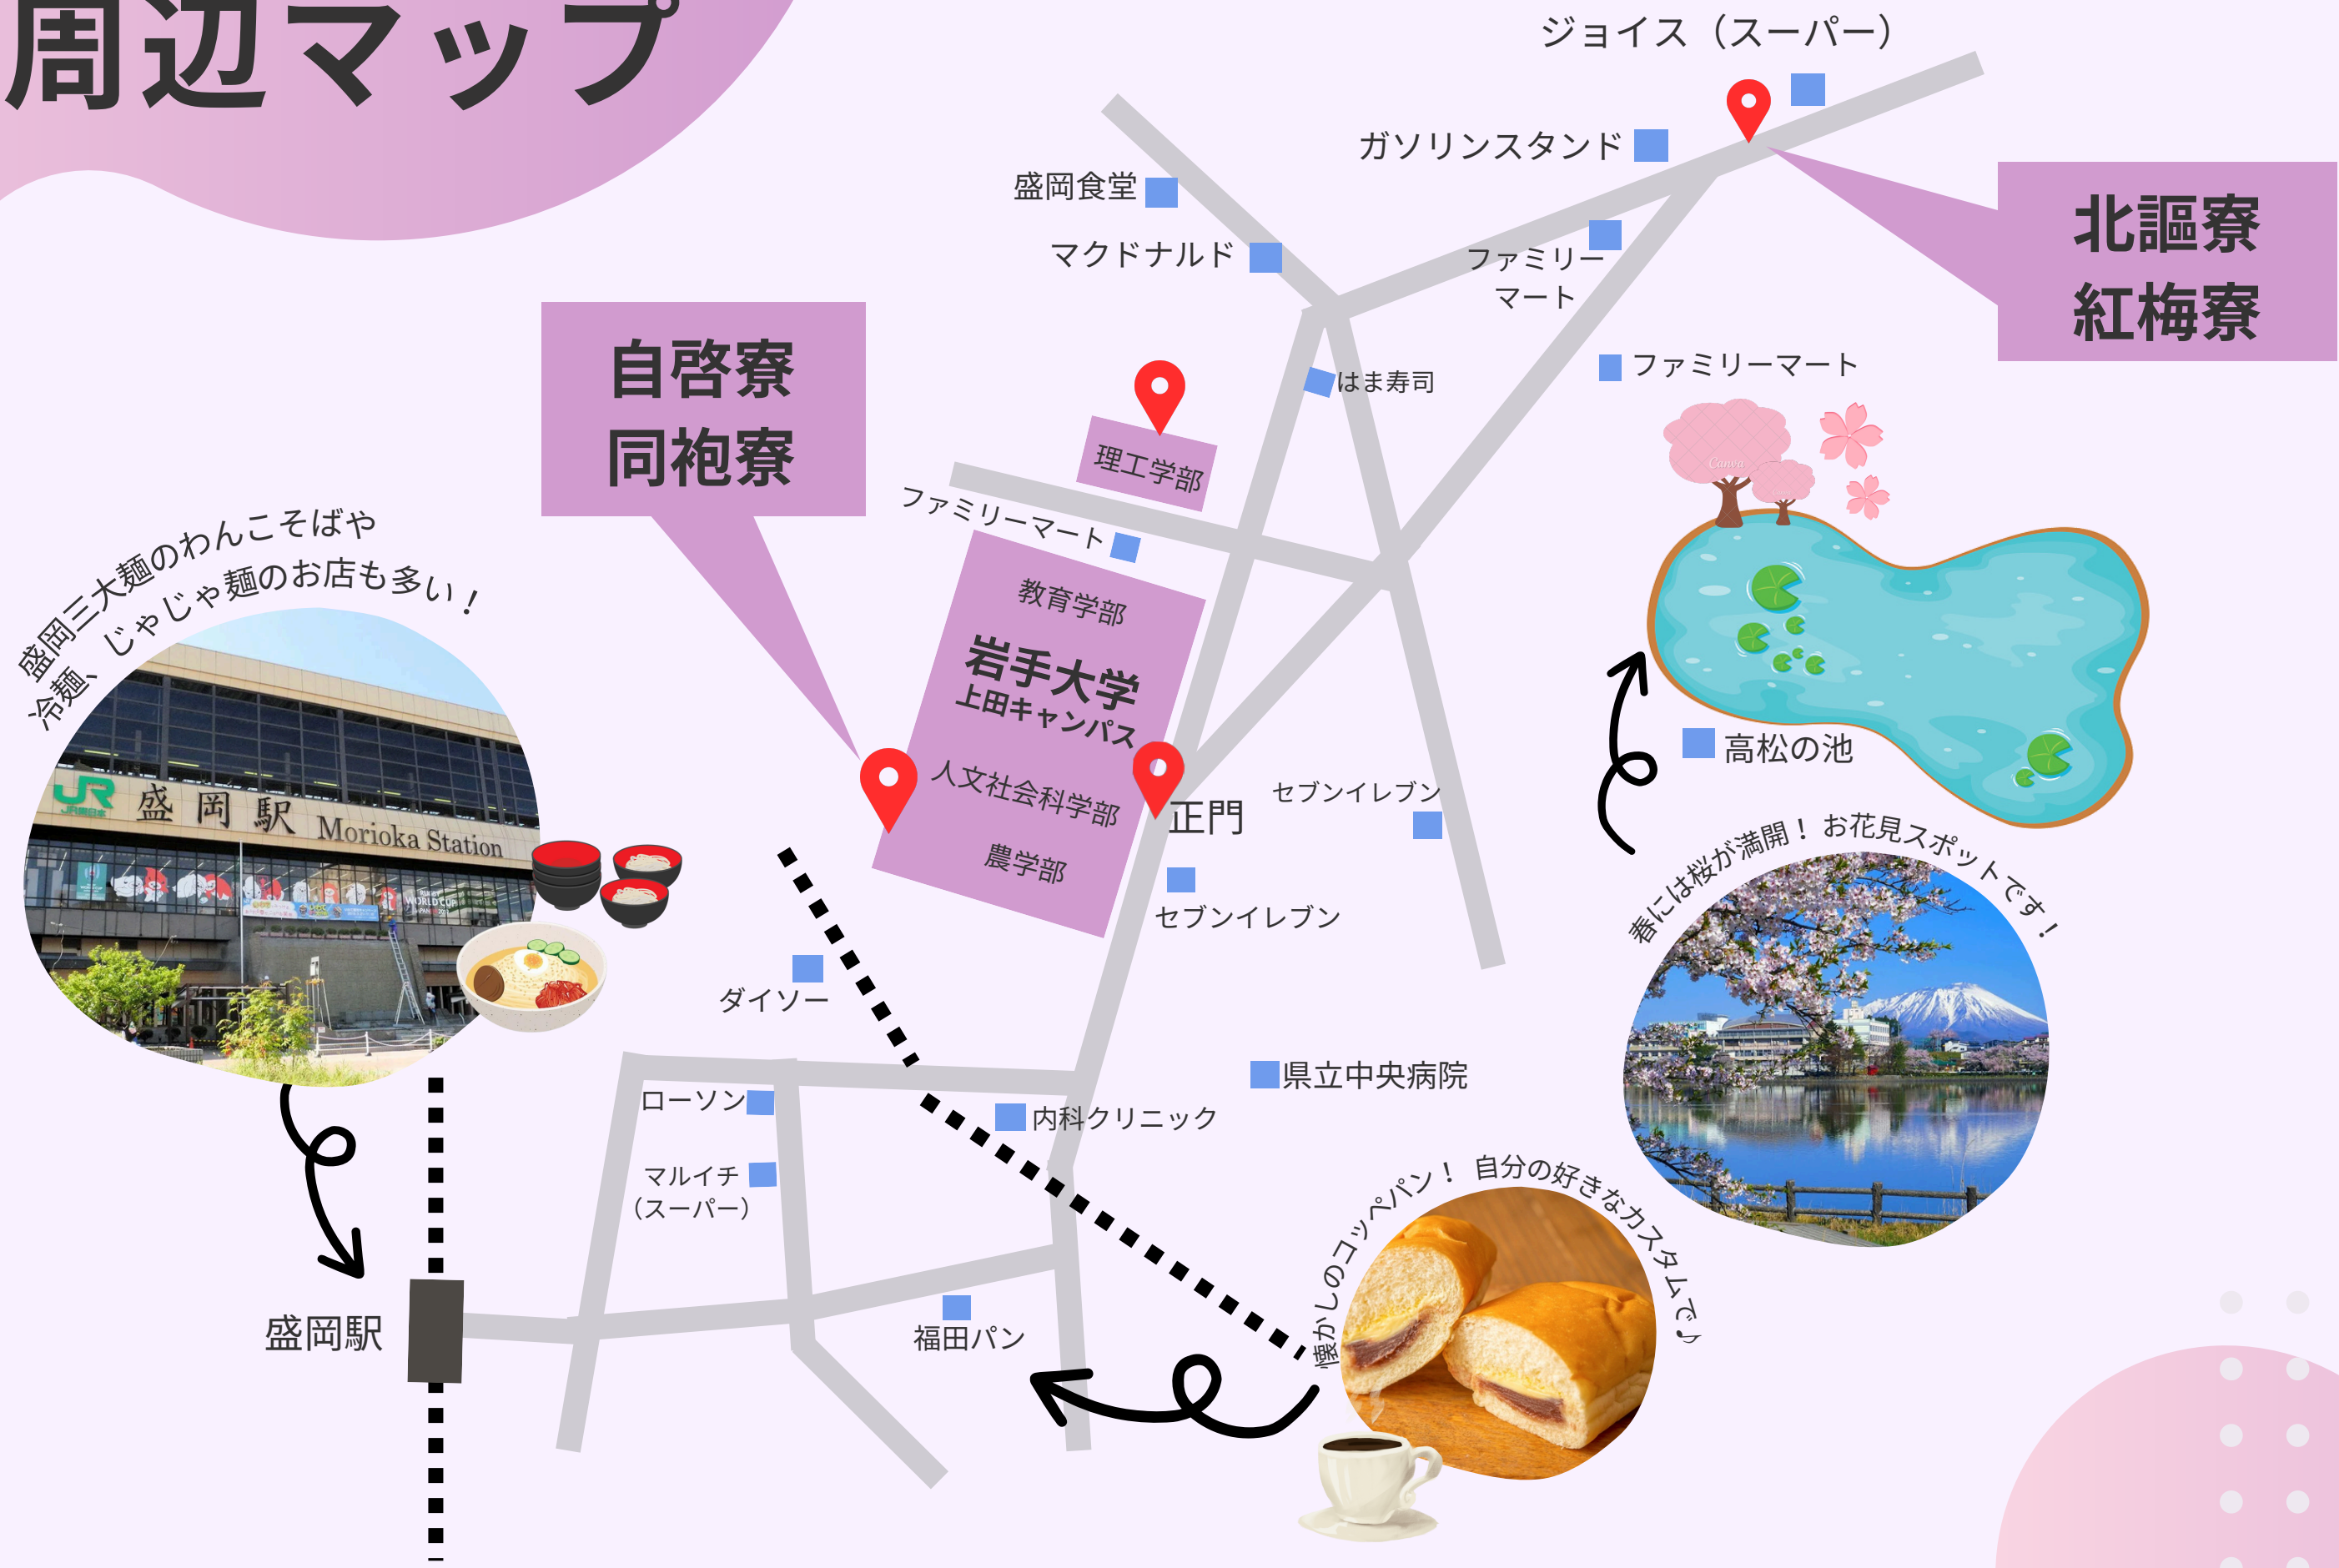 周辺マップ
ジョイス（スーパー）
ガソリンスタンド
盛岡食堂
マクドナルド
ファミリー
マート
北謳寮
紅梅寮
自啓寮
同袍寮
はま寿司
ファミリーマート
理工学部
Canva
ファミリーマート
教育学部
岩手大学
上田キャンパス
人文社会科学部
農学部
正門
盛岡三大麺のわんこそばや
冷麺、じゃじゃ麺のお店も多い！
JR
JR東日本
盛岡駅 Morioka Station
WORLD CUP
高松の池
セブンイレブン
セブンイレブン
春には桜が満開！お花見スポットです！
ダイソー
県立中央病院
ローソン
内科クリニック
マルイチ
（スーパー）
懐かしのコッペパン！ 自分の好きなカスタムで♪
盛岡駅
福田パン